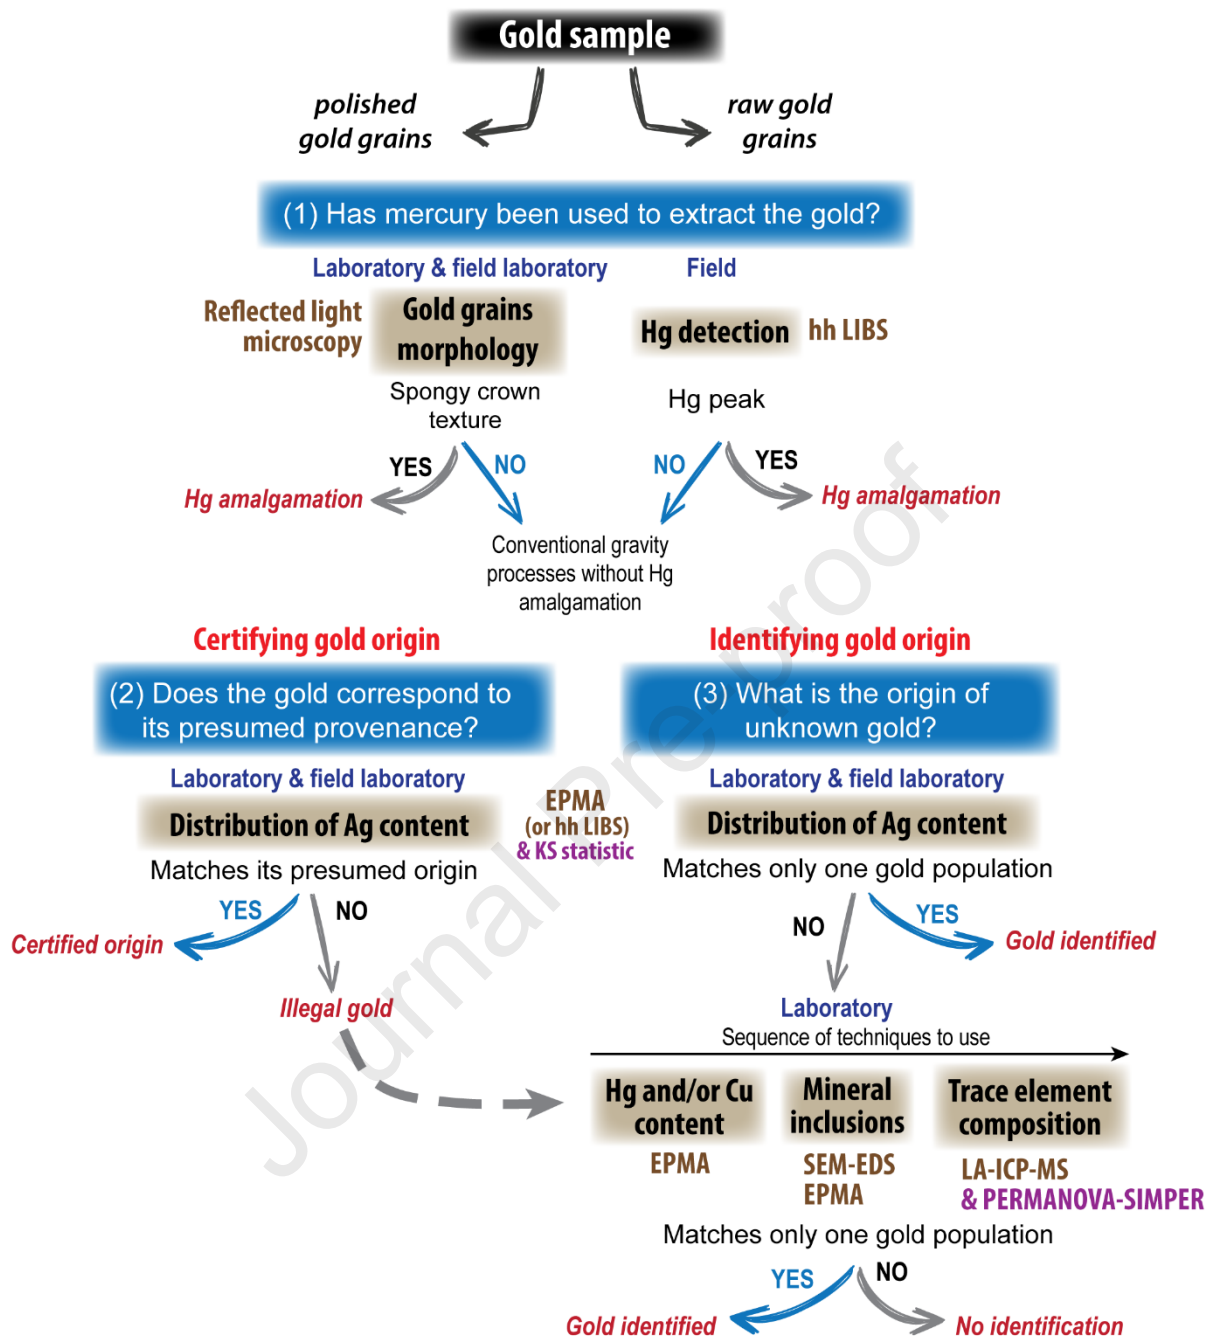 Gold sample
polished
gold grains
raw gold
grains
(1) Has mercury been used to extract the gold?
Laboratory & field laboratory
Field
Reflected light
microscopy
Gold grains
morphology
Hg detection
hh LIBS
Spongy crown
texture
Hg peak
YES
NO
NO
YES
Hg amalgamation
Hg amalgamation
Conventional gravity
processes without Hg
amalgamation
Certifying gold origin
Identifying gold origin
(2) Does the gold correspond to
its presumed provenance?
(3) What is the origin of
unknown gold?
Laboratory & field laboratory
Laboratory & field laboratory
Distribution of Ag content
EPMA
(or hh LIBS)
& KS statistic
Distribution of Ag content
Matches its presumed origin
Matches only one gold population
YES
NO
NO
YES
Certified origin
Gold identified
Illegal gold
Laboratory
Sequence of techniques to use
Hg and/or Cu
content
EPMA
Mineral
inclusions
SEM-EDS
EPMA
Trace element
composition
LA-ICP-MS
& PERMANOVA-SIMPER
Matches only one gold population
YES
NO
Gold identified
No identification
Journal Pre-proof